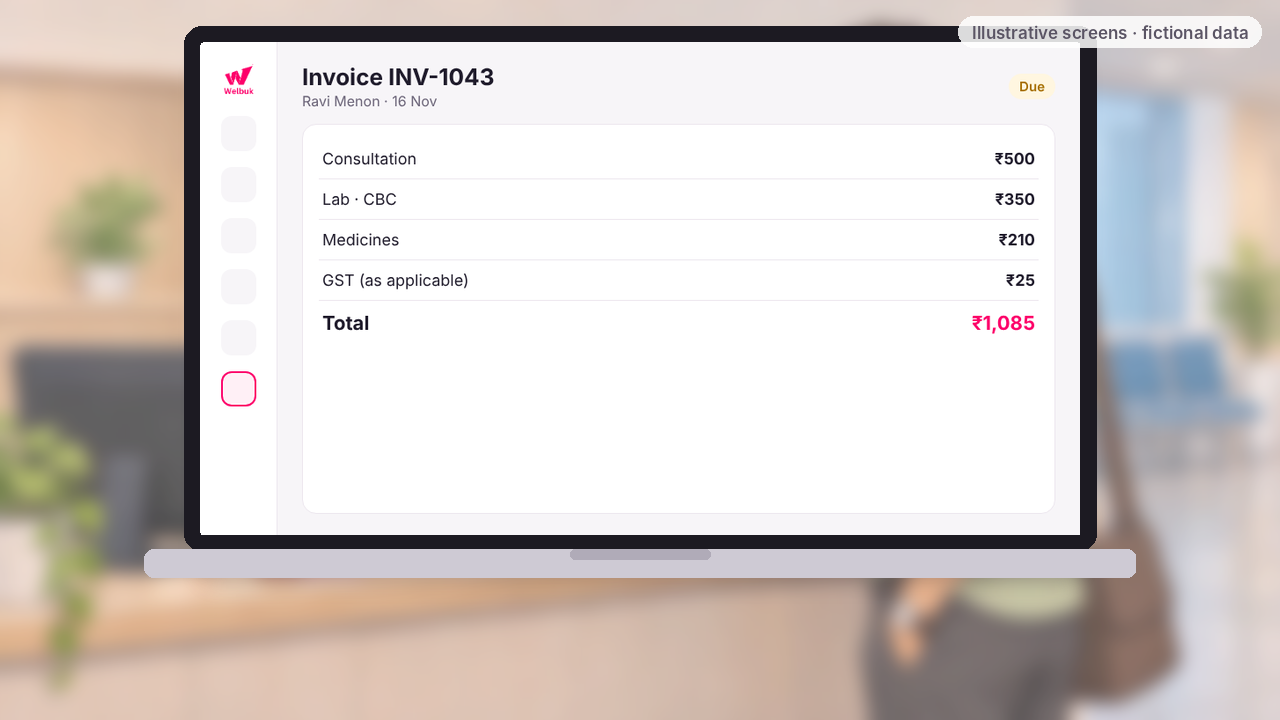 Illustrative screens · fictional data
Welbuk
Invoice INV-1043
Ravi Menon · 16 Nov
Due
Consultation ₹500
Lab · CBC ₹350
Medicines ₹210
GST (as applicable) ₹25
Total ₹1,085